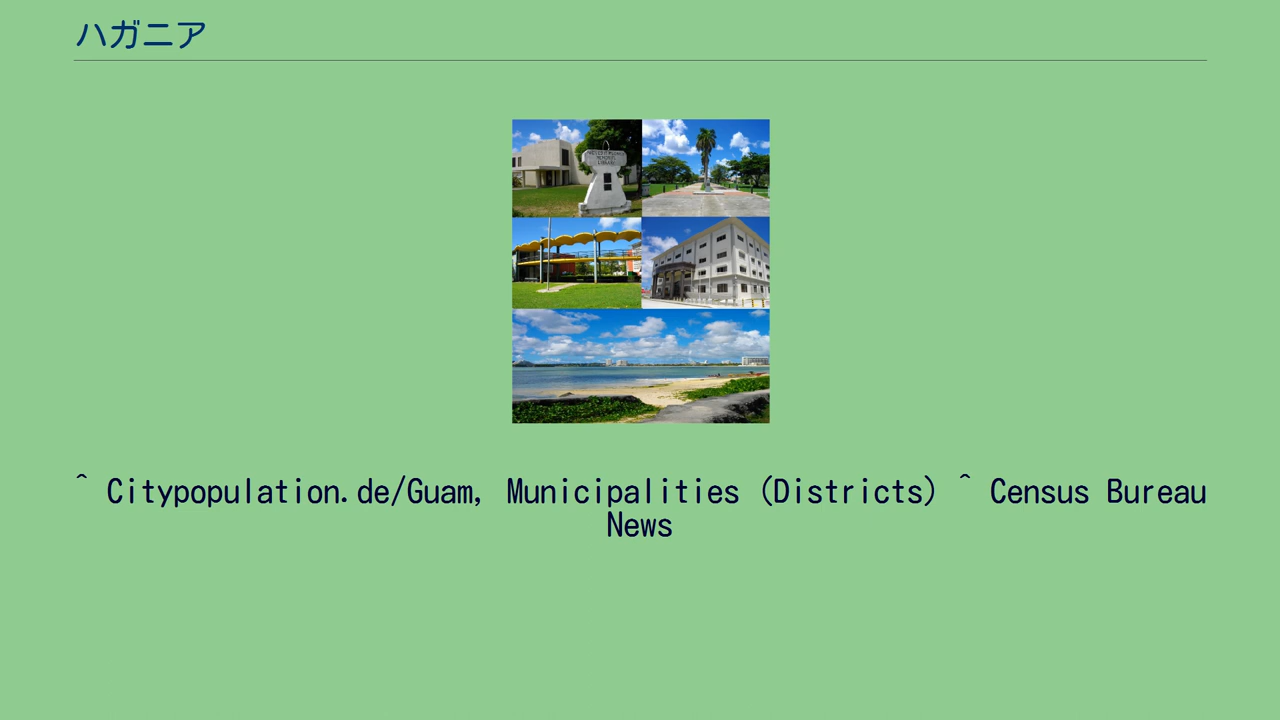 ハガニア
^ Citypopulation.de/Guam, Municipalities (Districts) ^ Census Bureau
News